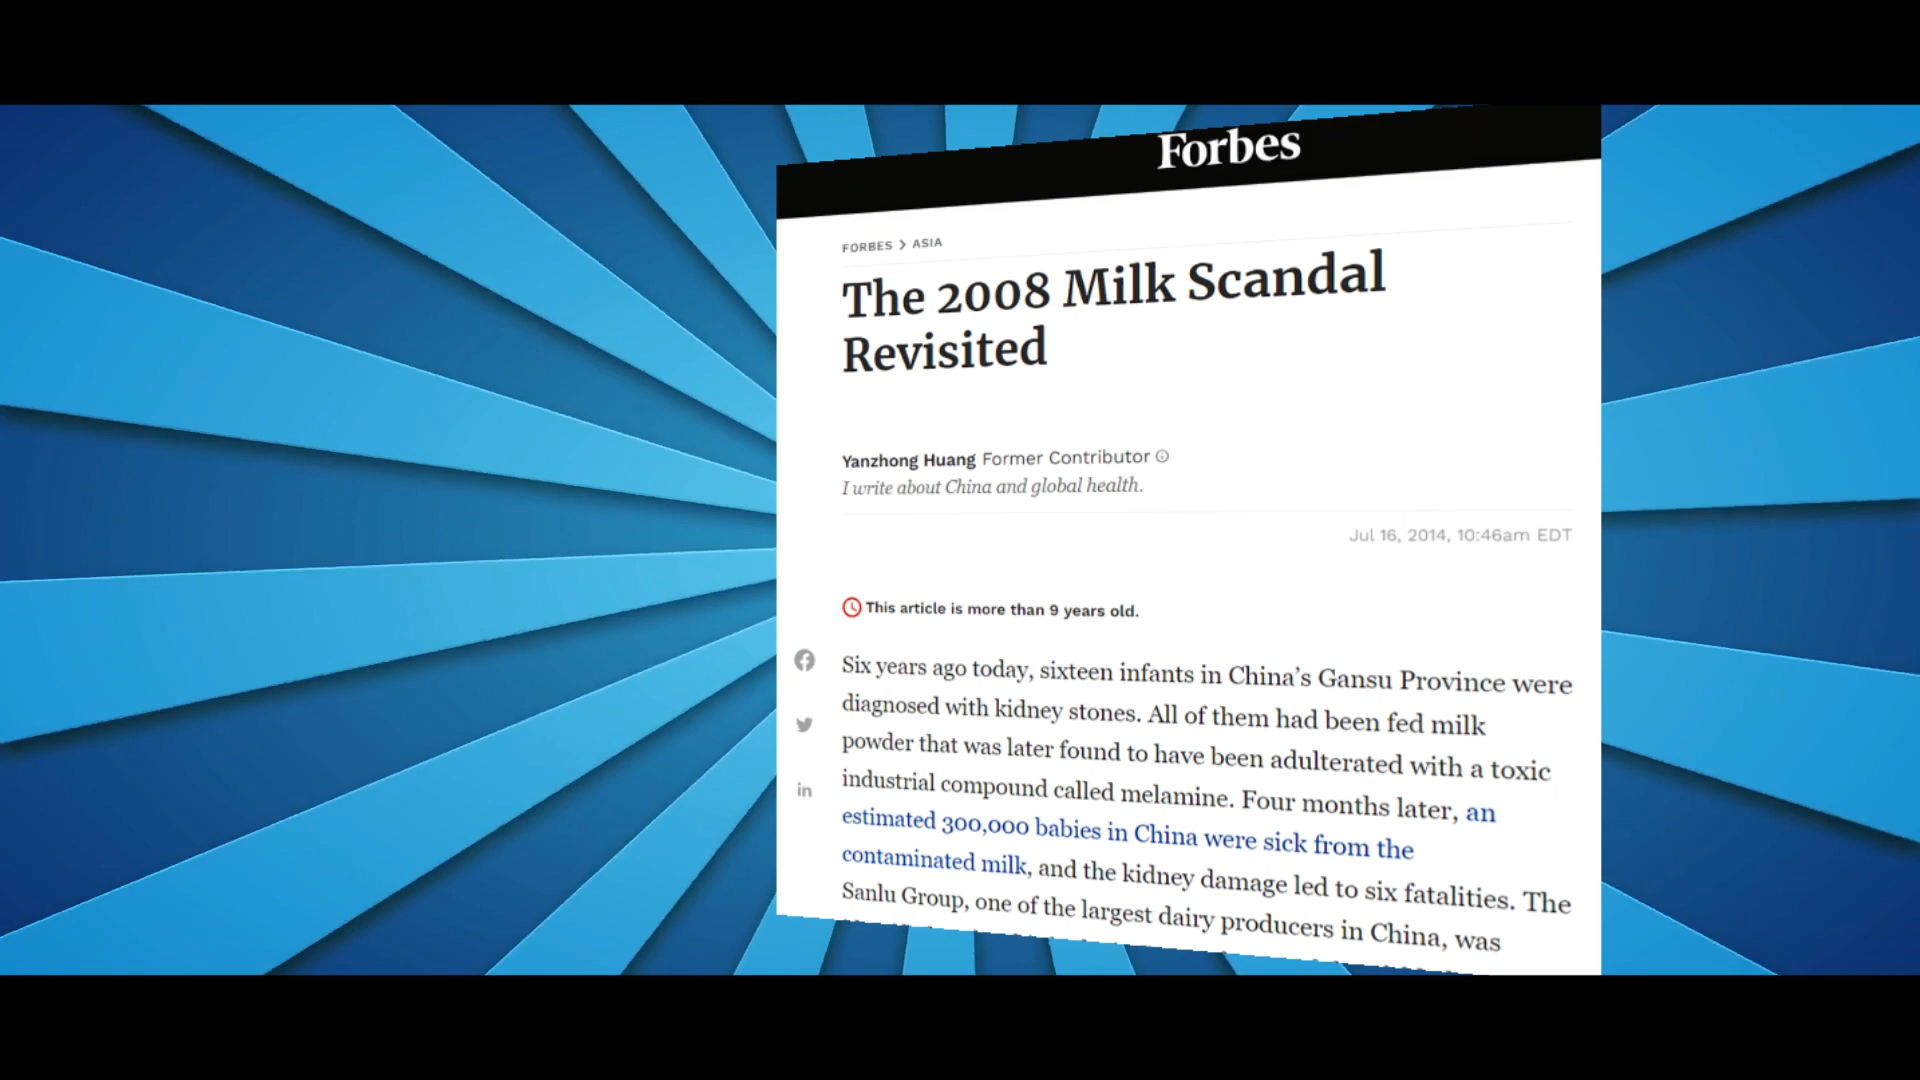 Forbes
FORBES > ASIA
The 2008 Milk Scandal
Revisited
Yanzhong Huang Former Contributor
I write about China and global health.
Jul 16, 2014, 10:46am EDT
This article is more than 9 years old.
Six years ago today, sixteen infants in China’s Gansu Province were
diagnosed with kidney stones. All of them had been fed milk
powder that was later found to have been adulterated with a toxic
industrial compound called melamine. Four months later, an
estimated 300,000 babies in China were sick from the
contaminated milk, and the kidney damage led to six fatalities. The
Sanlu Group, one of the largest dairy producers in China, was